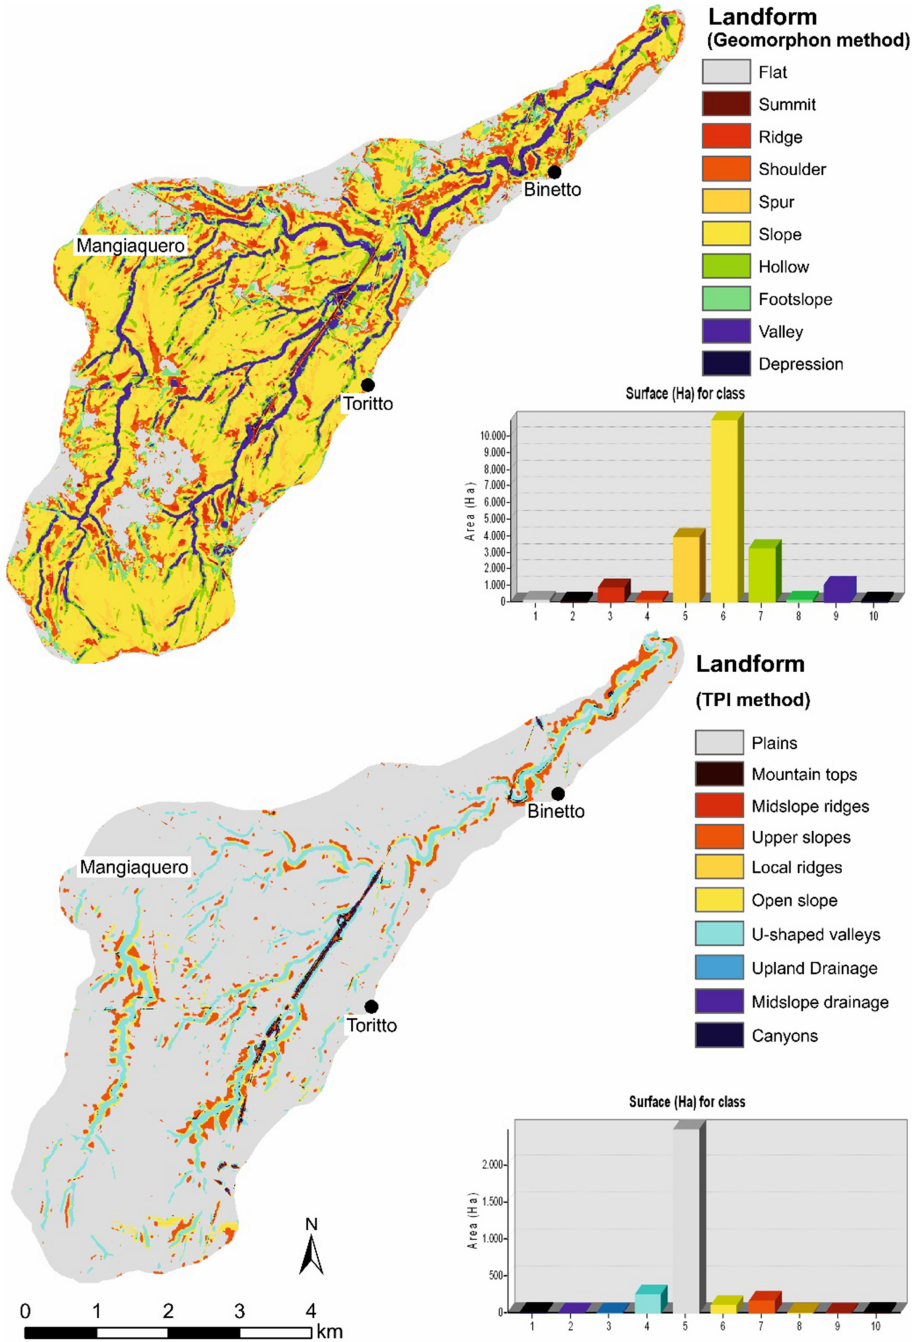 Landform
(Geomorphon method)
Flat
Summit
Ridge
Shoulder
Spur
Slope
Hollow
Footslope
Valley
Depression
Binetto
Mangiaquero
Toritto
Surface (Ha) for class
Area (Ha)
10.000
9.000
8.000
7.000
6.000
5.000
4.000
3.000
2.000
1.000
0
1 2 3 4 5 6 7 8 9 10
Landform
(TPI method)
Plains
Mountain tops
Midslope ridges
Upper slopes
Local ridges
Open slope
U-shaped valleys
Upland Drainage
Midslope drainage
Canyons
Binetto
Mangiaquero
Toritto
Surface (Ha) for class
Area (Ha)
2.000
1.500
1.000
500
0
1 2 3 4 5 6 7 8 9 10
N
0 1 2 3 4
km